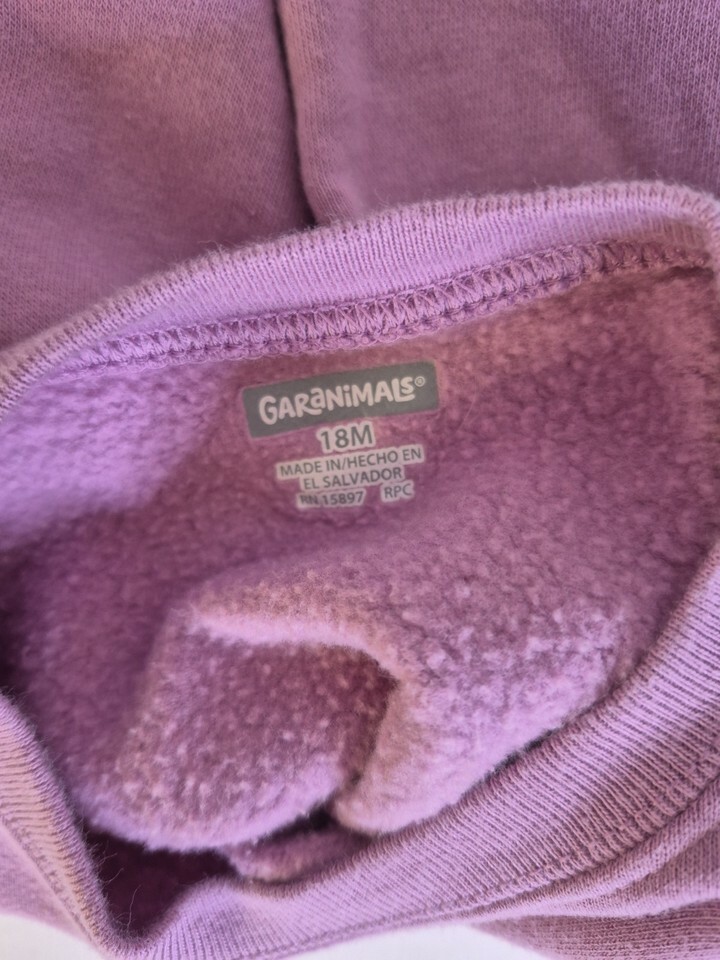 GARANIMALS®
18M
MADE IN/HECHO EN
EL SALVADOR
RN 15897 RPC